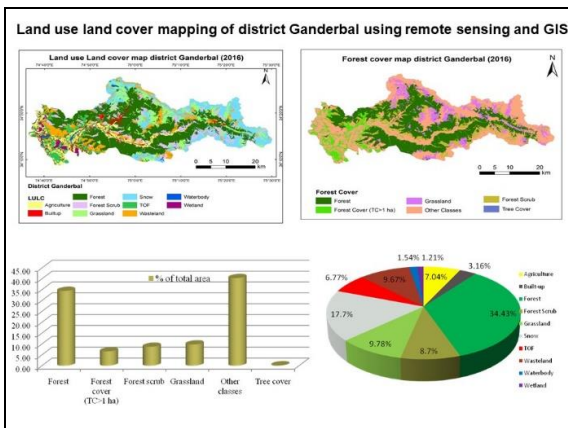 Land use land cover mapping of district Ganderbal using remote sensing and GIS
Land use Land cover map district Ganderbal (2016)
N
0 5 10 20
km
District Ganderbal
LULC
Agriculture
Builtup
Forest
Forest Scrub
Grassland
Snow
TOF
Wasteland
Waterbody
Wetland
Forest cover map district Ganderbal (2016)
N
0 5 10 20
km
Forest Cover
Forest
Forest Cover (TC>1 ha)
Grassland
Other Classes
Forest Scrub
Tree Cover
45.00
40.00
35.00
30.00
25.00
20.00
15.00
10.00
5.00
0.00
% of total area
Forest
Forest
cover
(TC>1 ha)
Forest scrub
Grassland
Other
classes
Tree cover
1.54%
1.21%
7.04%
3.16%
34.43%
8.7%
9.78%
17.7%
6.77%
9.67%
Agriculture
Built-up
Forest
Forest Scrub
Grassland
Snow
TOF
Wasteland
Waterbody
Wetland